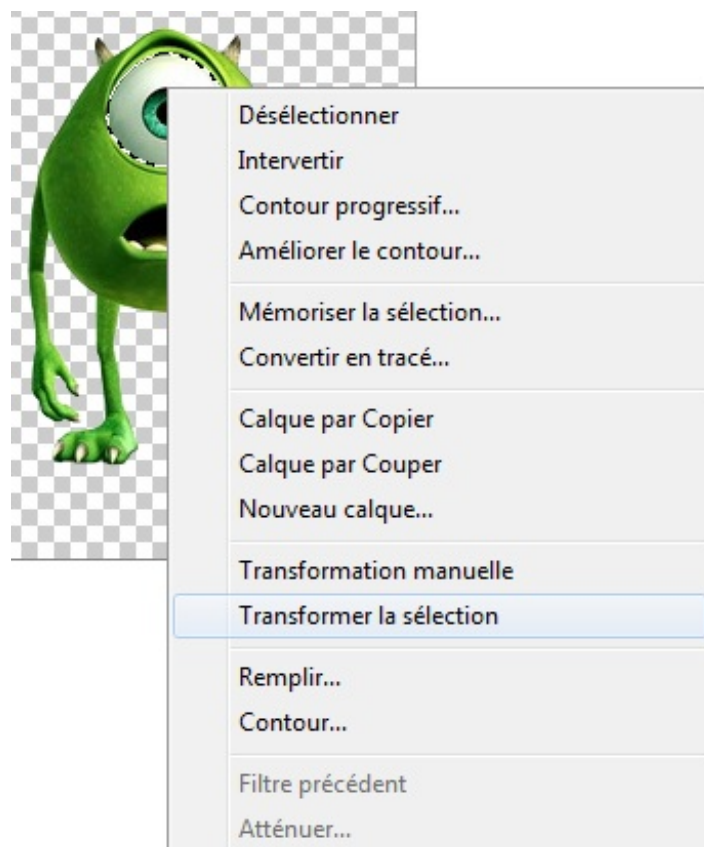 Désélectionner
Intervertir
Contour progressif...
Améliorer le contour...
Mémoriser la sélection...
Convertir en tracé...
Calque par Copier
Calque par Couper
Nouveau calque...
Transformation manuelle
Transformer la sélection
Remplir...
Contour...
Filtre précédent
Atténuer...